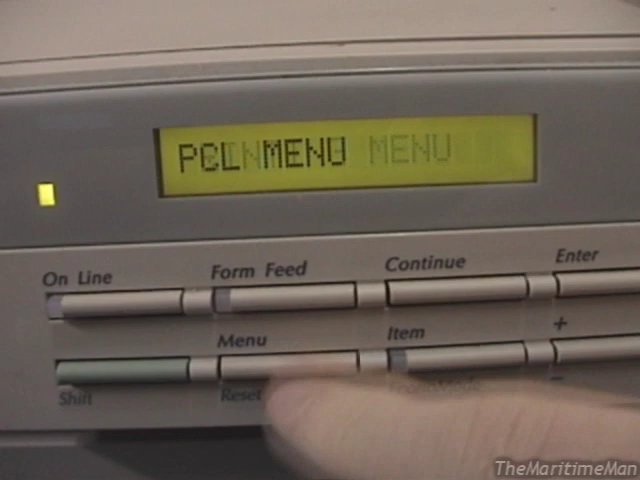 PCL MENU MENU
On Line Form Feed Continue Enter
Menu Item +
Shift Reset -
TheMaritimeMan